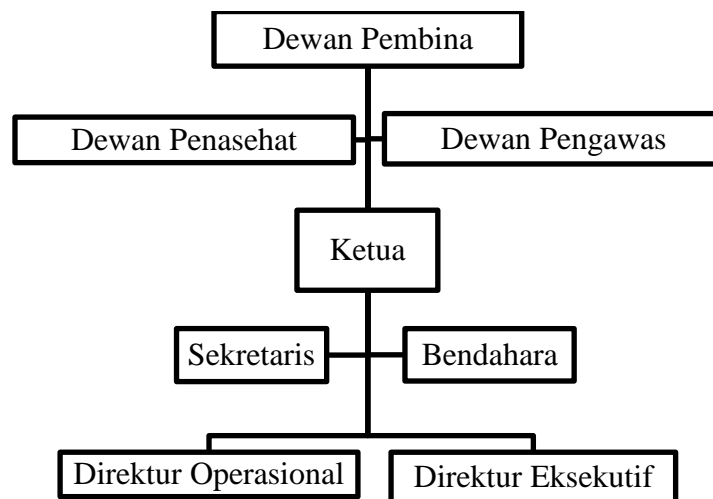 Dewan Pembina
Dewan Penasehat
Dewan Pengawas
Ketua
Sekretaris
Bendahara
Direktur Operasional
Direktur Eksekutif